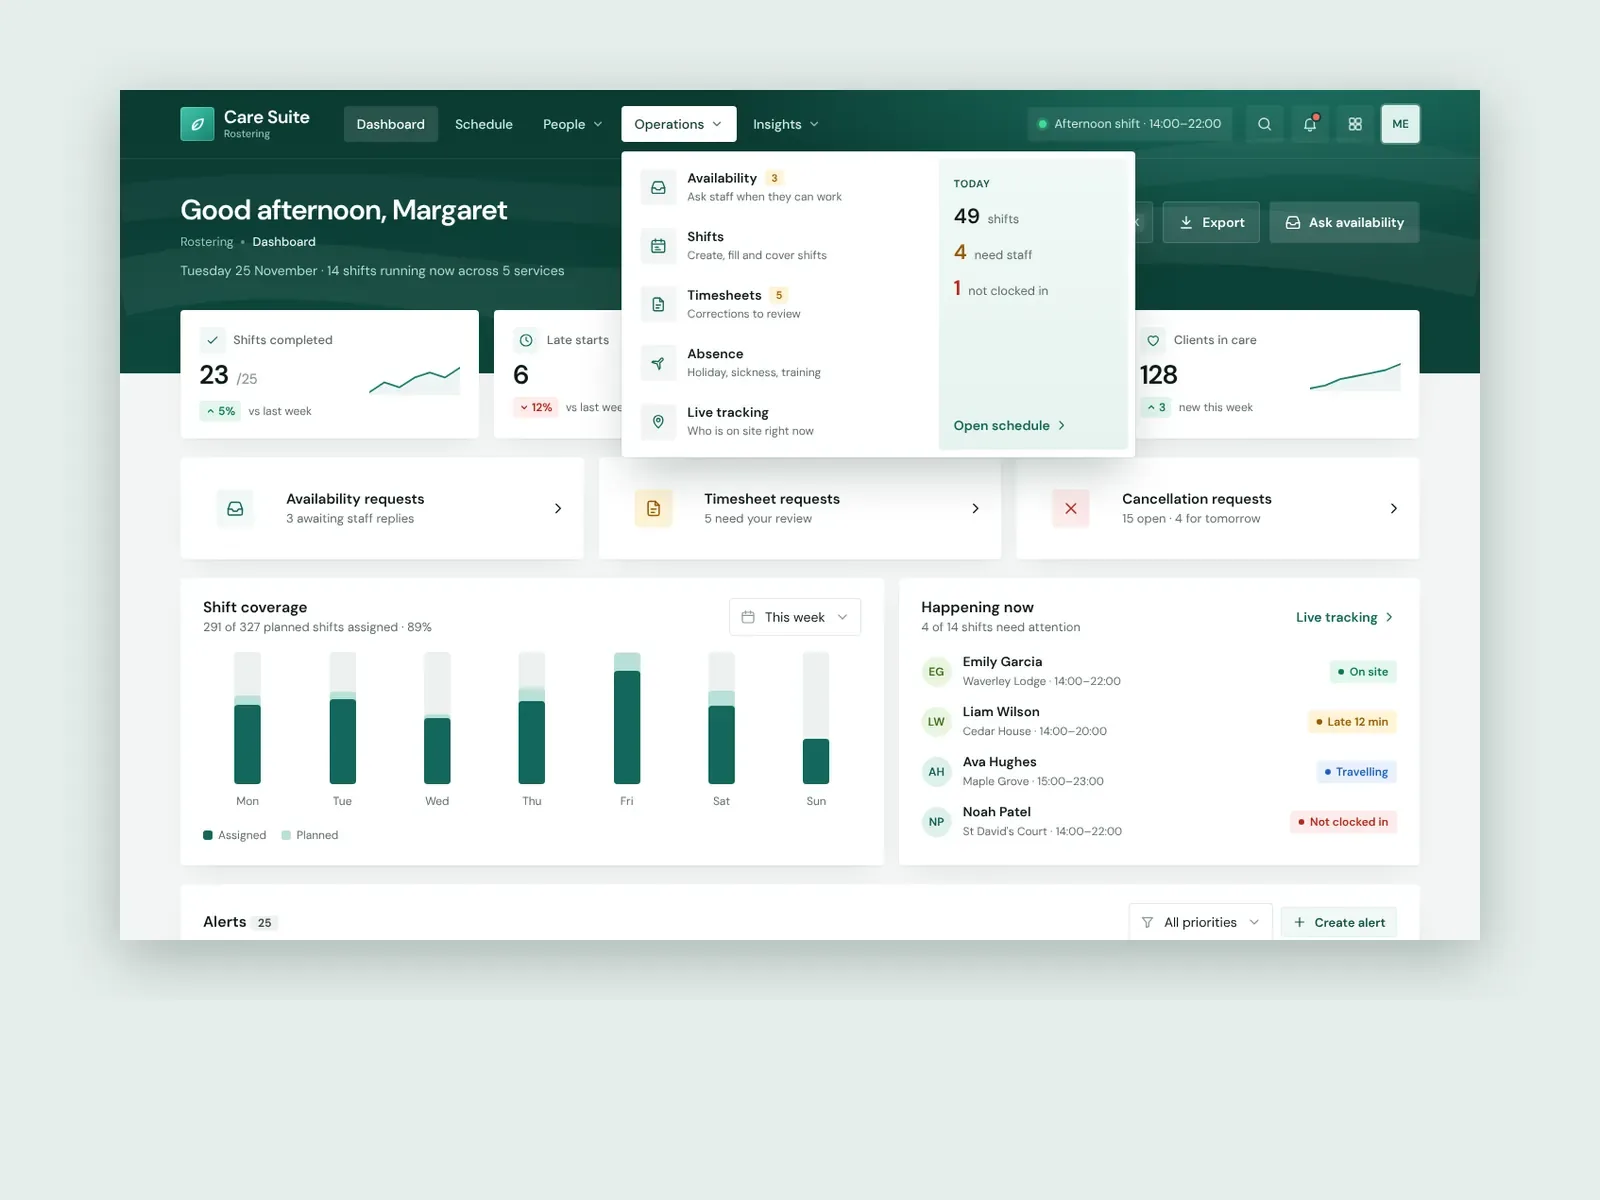 Care Suite
Rostering
Dashboard
Schedule
People
Operations
Insights
Afternoon shift · 14:00–22:00
ME
Good afternoon, Margaret
Rostering • Dashboard
Tuesday 25 November · 14 shifts running now across 5 services
Export
Ask availability
Availability 3
Ask staff when they can work
Shifts
Create, fill and cover shifts
Timesheets 5
Corrections to review
Absence
Holiday, sickness, training
Live tracking
Who is on site right now
TODAY
49 shifts
4 need staff
1 not clocked in
Open schedule
Shifts completed
23 /25
5% vs last week
Late starts
6
12% vs last wee
Clients in care
128
3 new this week
Availability requests
3 awaiting staff replies
Timesheet requests
5 need your review
Cancellation requests
15 open · 4 for tomorrow
Shift coverage
291 of 327 planned shifts assigned · 89%
This week
Mon
Tue
Wed
Thu
Fri
Sat
Sun
Assigned
Planned
Happening now
4 of 14 shifts need attention
Live tracking
EG
Emily Garcia
Waverley Lodge · 14:00–22:00
On site
LW
Liam Wilson
Cedar House · 14:00–20:00
Late 12 min
AH
Ava Hughes
Maple Grove · 15:00–23:00
Travelling
NP
Noah Patel
St David's Court · 14:00–22:00
Not clocked in
Alerts 25
All priorities
Create alert